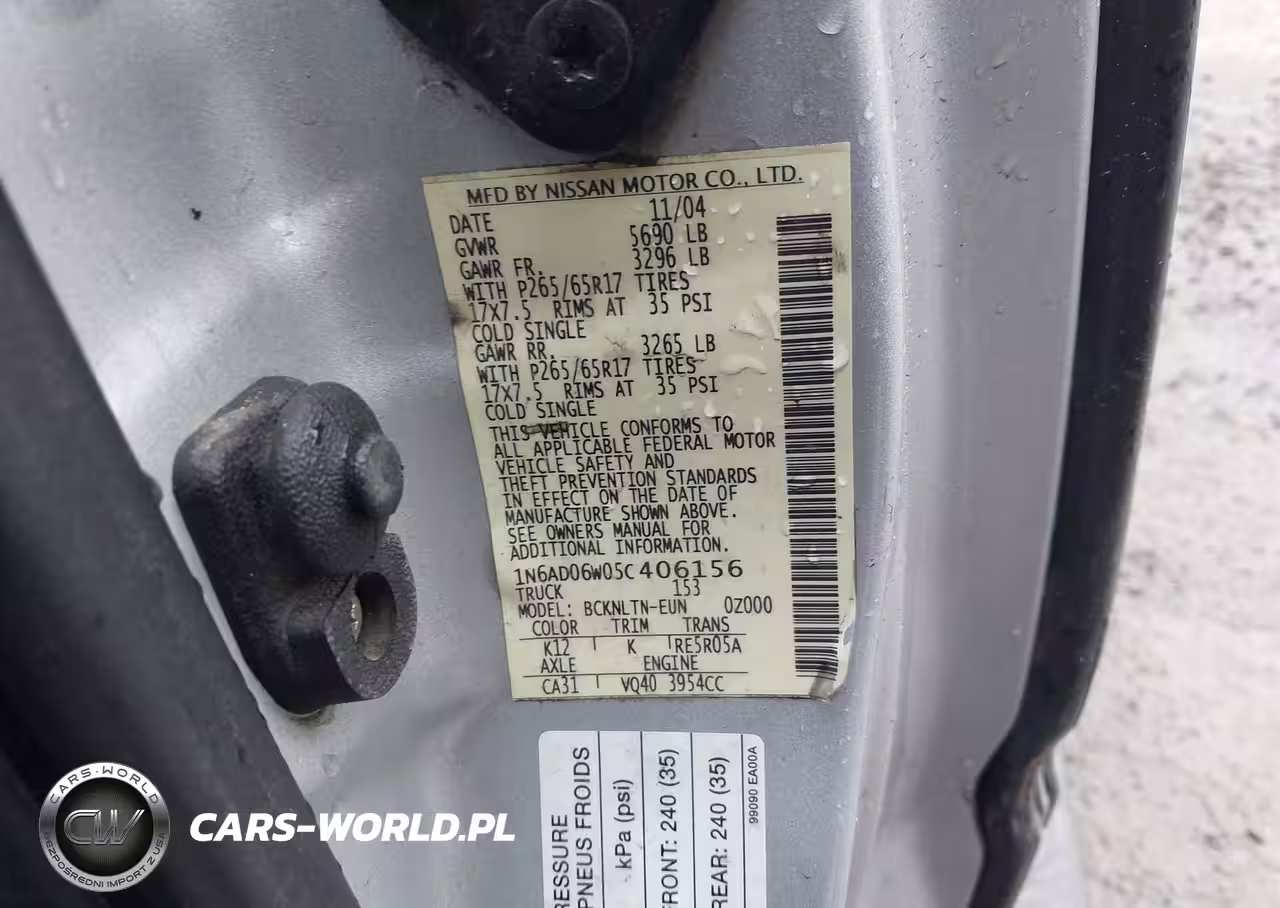 MFD BY NISSAN MOTOR CO., LTD.
DATE 11/04
GVWR 5690 LB
GAWR FR. 3296 LB
WITH P265/65R17 TIRES
17X7.5 RIMS AT 35 PSI
COLD SINGLE
GAWR RR. 3265 LB
WITH P265/65R17 TIRES
17X7.5 RIMS AT 35 PSI
COLD SINGLE
THIS VEHICLE CONFORMS TO
ALL APPLICABLE FEDERAL MOTOR
VEHICLE SAFETY AND
THEFT PREVENTION STANDARDS
IN EFFECT ON THE DATE OF
MANUFACTURE SHOWN ABOVE.
SEE OWNERS MANUAL FOR
ADDITIONAL INFORMATION.
1N6AD06W05C406156
TRUCK 153
MODEL: BCKNLTN-EUN 0Z000
COLOR TRIM TRANS
K12 K RE5R05A
AXLE ENGINE
CA31 VQ40 3954CC
RESSURE
PNEUS FROIDS
kPa (psi)
FRONT: 240 (35)
REAR: 240 (35)
99090 EA00A
CARS-WORLD
CW
BEZPOŚREDNI IMPORT Z USA
CARS-WORLD.PL